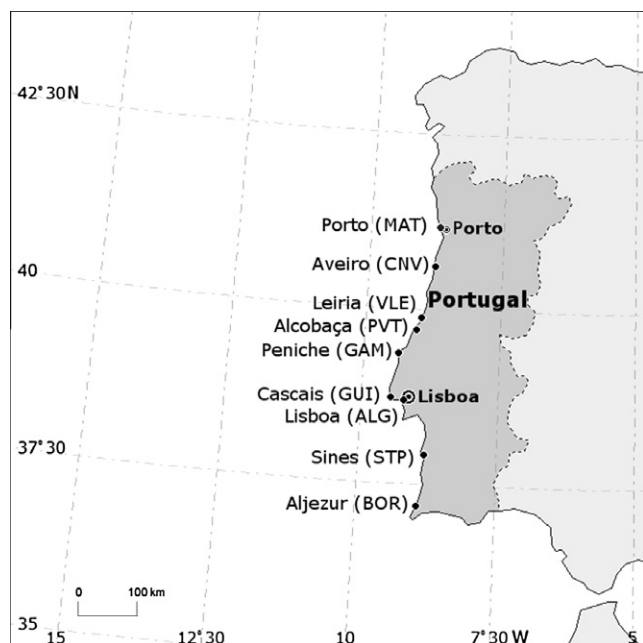 42°30N
Porto (MAT)
Porto
Aveiro (CNV)
40
Leiria (VLE)
Portugal
Alcobaça (PVT)
Peniche (GAM)
Cascais (GUI)
Lisboa
Lisboa (ALG)
37°30
Sines (STP)
Aljezur (BOR)
0 100 km
35
15 12°30 10 7°30 W 5